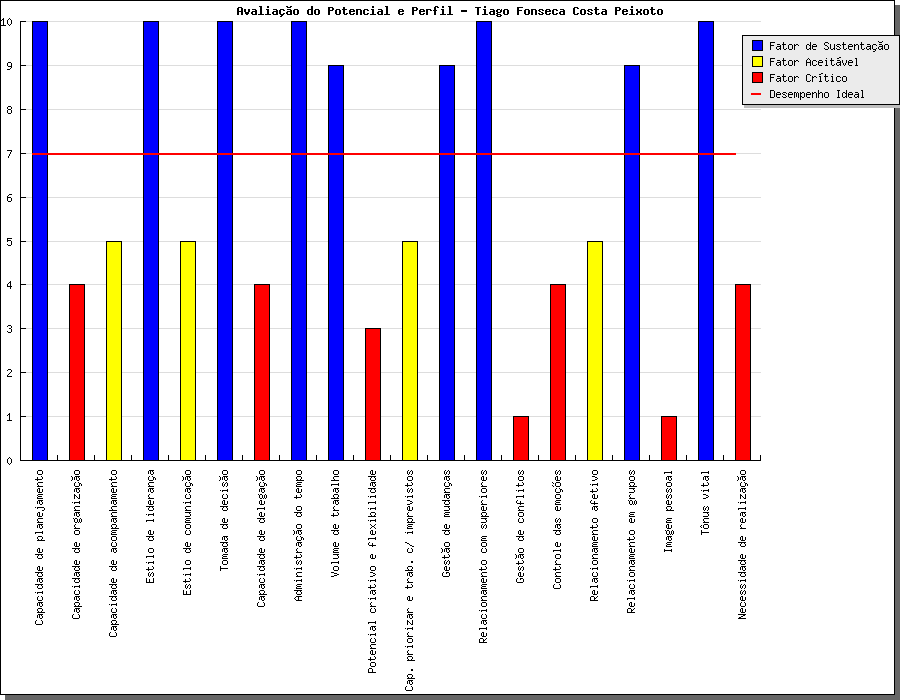 Avaliação do Potencial e Perfil - Tiago Fonseca Costa Peixoto
Fator de Sustentação
Fator Aceitável
Fator Crítico
Desempenho Ideal
10
9
8
7
6
5
4
3
2
1
0
Capacidade de planejamento
Capacidade de organização
Capacidade de acompanhamento
Estilo de liderança
Estilo de comunicação
Tomada de decisão
Capacidade de delegação
Administração do tempo
Volume de trabalho
Potencial criativo e flexibilidade
Cap. priorizar e trab. c/ imprevistos
Gestão de mudanças
Relacionamento com superiores
Gestão de conflitos
Controle das emoções
Relacionamento afetivo
Relacionamento em grupos
Imagem pessoal
Tônus vital
Necessidade de realização